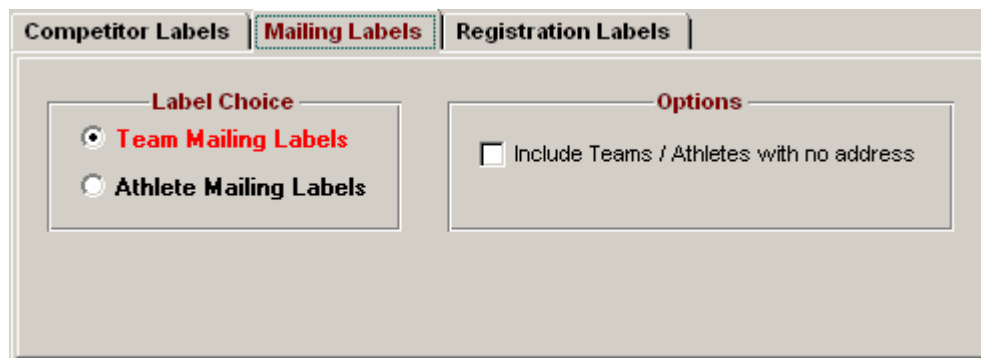 Competitor Labels Mailing Labels Registration Labels
Label Choice
Team Mailing Labels
Athlete Mailing Labels
Options
Include Teams / Athletes with no address